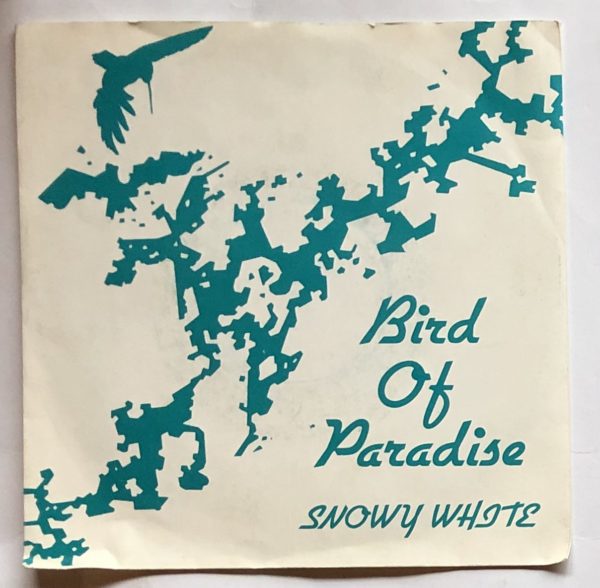 Bird
Of
Paradise
SNOWY WHITE